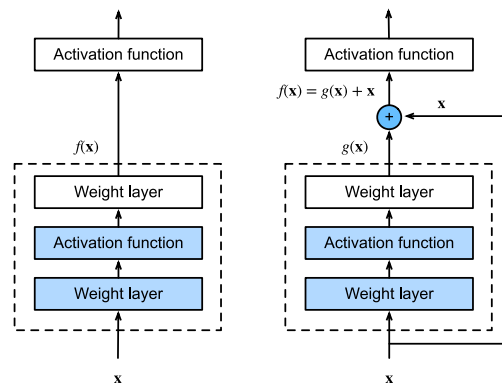 Activation function
f(x)
Weight layer
Activation function
Weight layer
x
Activation function
f(x) = g(x) + x
x
+
g(x)
Weight layer
Activation function
Weight layer
x